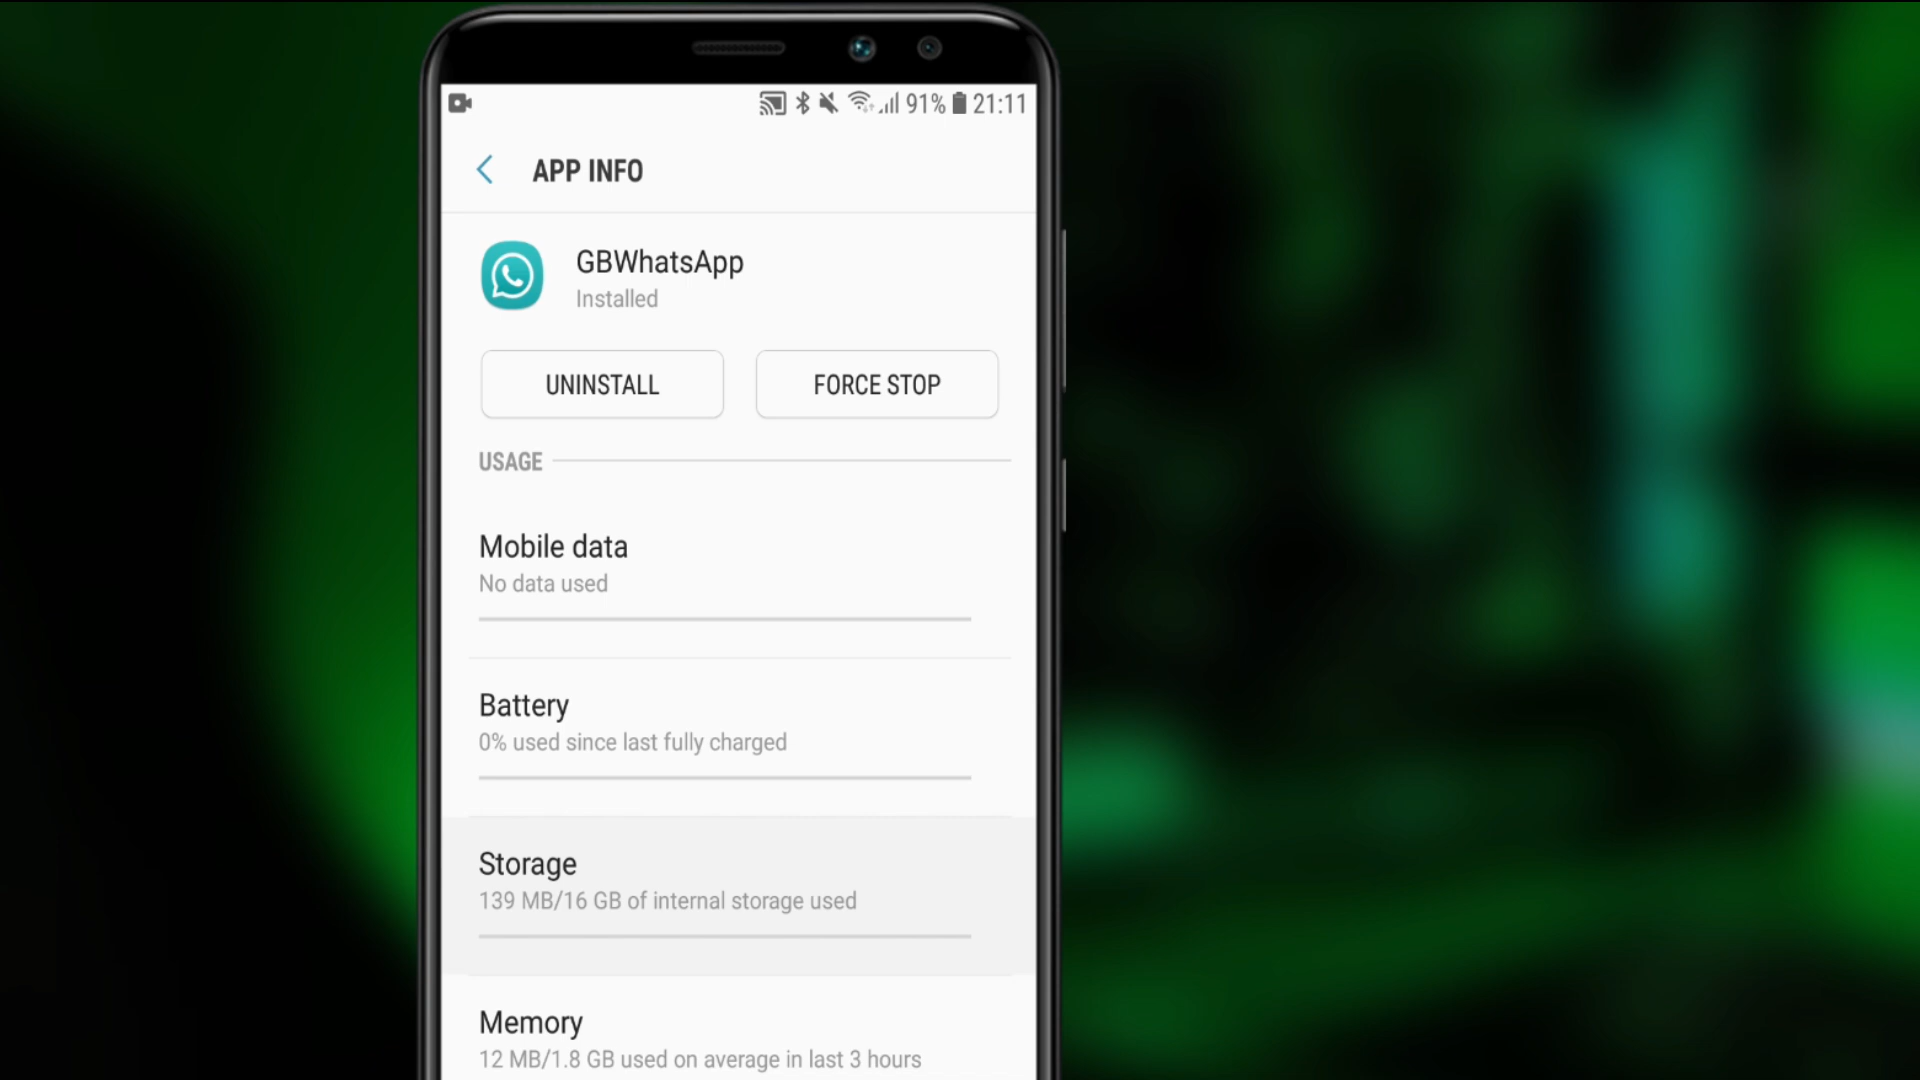 91% 21:11
APP INFO
GBWhatsApp
Installed
UNINSTALL
FORCE STOP
USAGE
Mobile data
No data used
Battery
0% used since last fully charged
Storage
139 MB/16 GB of internal storage used
Memory
12 MB/1.8 GB used on average in last 3 hours